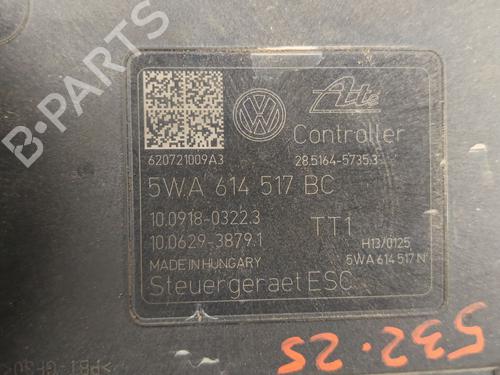 Ate
Controller
620721009A3
28.5164-5735.3
5WA 614 517 BC
10.0918-0322.3
TT1
10.0629-3879.1
H13/0125
MADE IN HUNGARY
5WA 614 517 N
Steuergeraet ESC
532.25
B-PARTS